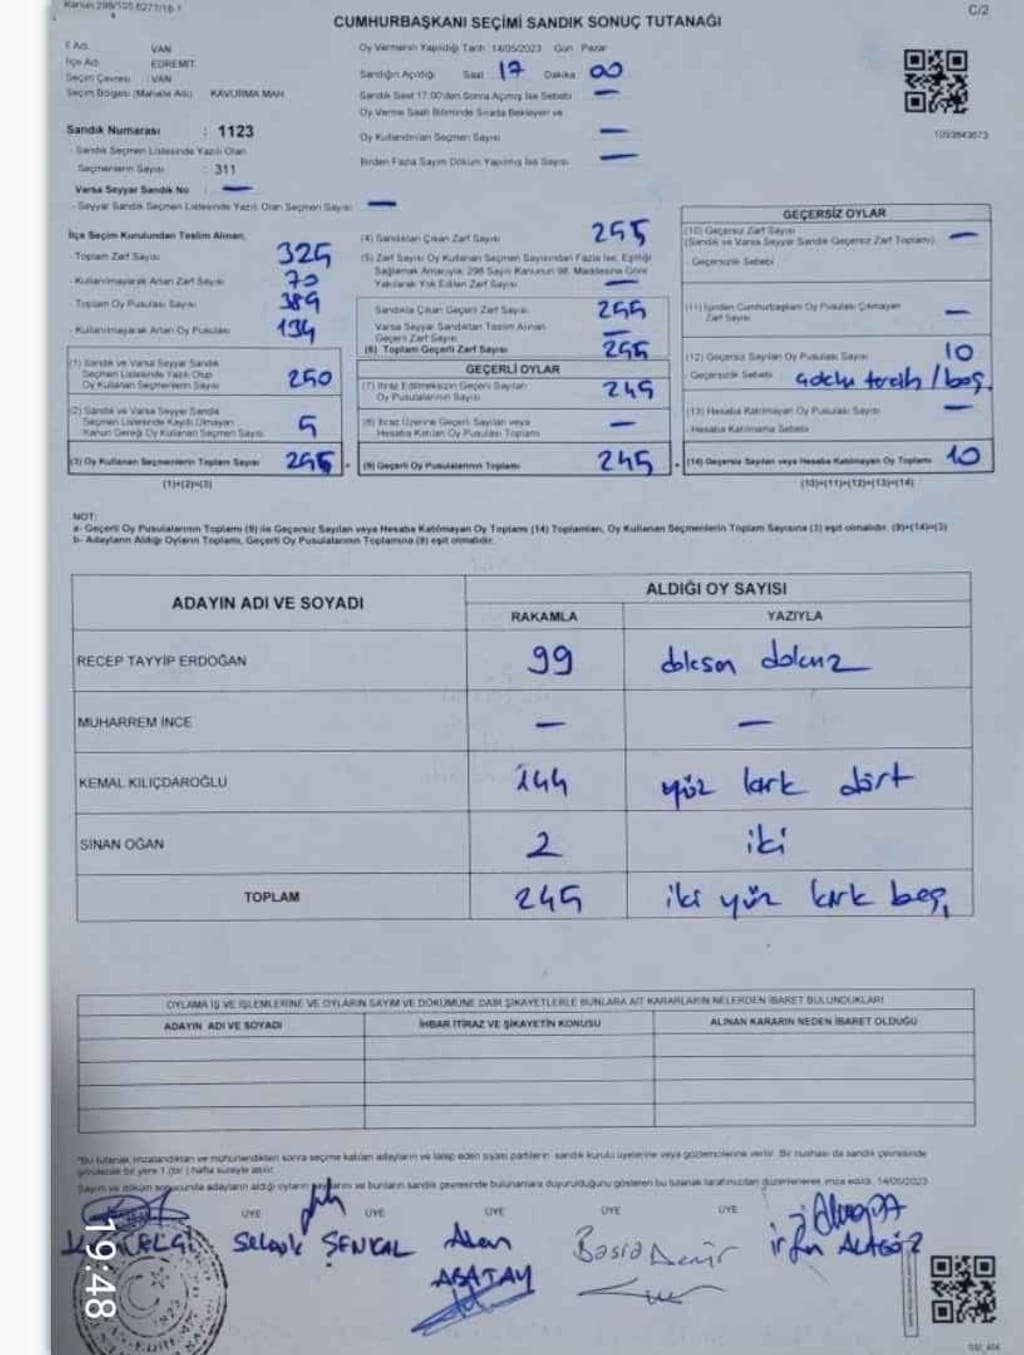 Kanun 298/105 6271/18-1
C/2
CUMHURBAŞKANI SEÇİMİ SANDIK SONUÇ TUTANAĞI
İl Adı VAN
İlçe Adı EDREMİT
Seçim Çevresi : VAN
Seçim Bölgesi (Mahalle Adı) KAVURMA MAH.
Oy Vermenin Yapıldığı Tarih 14/05/2023 Gün Pazar
Sandığın Açıldığı Saat 17 Dakika 00
Sandık Saat 17.00'den Sonra Açılmış İse Sebebi —
Oy Verme Saati Bitiminde Sırada Bekleyen ve
Oy Kullandırılan Seçmen Sayısı —
Birden Fazla Sayım Döküm Yapılmış İse Sayısı —
Sandık Numarası : 1123
- Sandık Seçmen Listesinde Yazılı Olan
Seçmenlerin Sayısı : 311
Varsa Seyyar Sandık No : —
- Seyyar Sandık Seçmen Listesinde Yazılı Olan Seçmen Sayısı —
İlçe Seçim Kurulundan Teslim Alınan,
- Toplam Zarf Sayısı 325
- Kullanılmayarak Artan Zarf Sayısı 70
- Toplam Oy Pusulası Sayısı 389
- Kullanılmayarak Artan Oy Pusulası 134
(1) Sandık ve Varsa Seyyar Sandık
Seçmen Listesinde Yazılı Olup
Oy Kullanan Seçmenlerin Sayısı 250
(2) Sandık ve Varsa Seyyar Sandık
Seçmen Listesinde Kayıtlı Olmayan
Kanun Gereği Oy Kullanan Seçmen Sayısı 5
(3) Oy Kullanan Seçmenlerin Toplam Sayısı 255
(1)+(2)=(3)
(4) Sandıktan Çıkan Zarf Sayısı 255
(5) Zarf Sayısı Oy Kullanan Seçmen Sayısından Fazla İse, Eşitliği
Sağlamak Amacıyla, 298 Sayılı Kanunun 98. Maddesine Göre
Yakılarak Yok Edilen Zarf Sayısı —
Sandıkta Çıkan Geçerli Zarf Sayısı 255
Varsa Seyyar Sandıktan Teslim Alınan
Geçerli Zarf Sayısı —
(6) Toplam Geçerli Zarf Sayısı 255
GEÇERLİ OYLAR
(7) İtiraz Edilmeksizin Geçerli Sayılan
Oy Pusulalarının Sayısı 245
(8) İtiraz Üzerine Geçerli Sayılan veya
Hesaba Katılan Oy Pusulası Toplamı —
(9) Geçerli Oy Pusulalarının Toplamı 245
GEÇERSİZ OYLAR
(10) Geçersiz Zarf Sayısı —
(Sandık ve Varsa Seyyar Sandık Geçersiz Zarf Toplamı)
- Geçersizlik Sebebi
(11) İçinden Cumhurbaşkanı Oy Pusulası Çıkmayan
Zarf Sayısı —
(12) Geçersiz Sayılan Oy Pusulası Sayısı 10
- Geçersizlik Sebebi Çoklu tercih / boş.
(13) Hesaba Katılmayan Oy Pusulası Sayısı —
- Hesaba Katılmama Sebebi
(14) Geçersiz Sayılan veya Hesaba Katılmayan Oy Toplamı 10
(10)+(11)+(12)+(13)=(14)
1093643673
NOT:
a- Geçerli Oy Pusulalarının Toplamı (9) ile Geçersiz Sayılan veya Hesaba Katılmayan Oy Toplamı (14) Toplamları, Oy Kullanan Seçmenlerin Toplam Sayısına (3) eşit olmalıdır. (9)+(14)=(3)
b- Adayların Aldığı Oyların Toplamı, Geçerli Oy Pusulalarının Toplamına (9) eşit olmalıdır.
ADAYIN ADI VE SOYADI
ALDIĞI OY SAYISI
RAKAMLA YAZIYLA
RECEP TAYYİP ERDOĞAN 99 doksan dokuz
MUHARREM İNCE — —
KEMAL KILIÇDAROĞLU 144 yüz kırk dört
SİNAN OĞAN 2 iki
TOPLAM 245 iki yüz kırk beş
OYLAMA İŞ VE İŞLEMLERİNE VE OYLARIN SAYIM VE DÖKÜMÜNE DAİR ŞİKAYETLERLE BUNLARA AİT KARARLARIN NELERDEN İBARET BULUNDUKLARI
ADAYIN ADI VE SOYADI İHBAR İTİRAZ VE ŞİKAYETİN KONUSU ALINAN KARARIN NEDEN İBARET OLDUĞU
*Bu tutanak imzalandıktan ve mühürlendikten sonra seçime katılan adayların ve talep eden siyasi partilerin sandık kurulu üyelerine veya gözlemcilerine verilir. Bir nüshası da sandık çevresinde
görülecek bir yere 1 (bir) hafta süreyle asılır.
Sayım ve döküm sonucunda adayların aldığı oyların sayılarını ve bunların sandık çevresinde bulunanlara duyurulduğunu gösteren bu tutanak tarafımızdan düzenlenerek imza edildi. 14/05/2023
ÜYE ÜYE ÜYE ÜYE ÜYE
ÇELGİ
Selçuk ŞENKAL
ABATAY
Demir
irfan ALAGÖZ
19:48